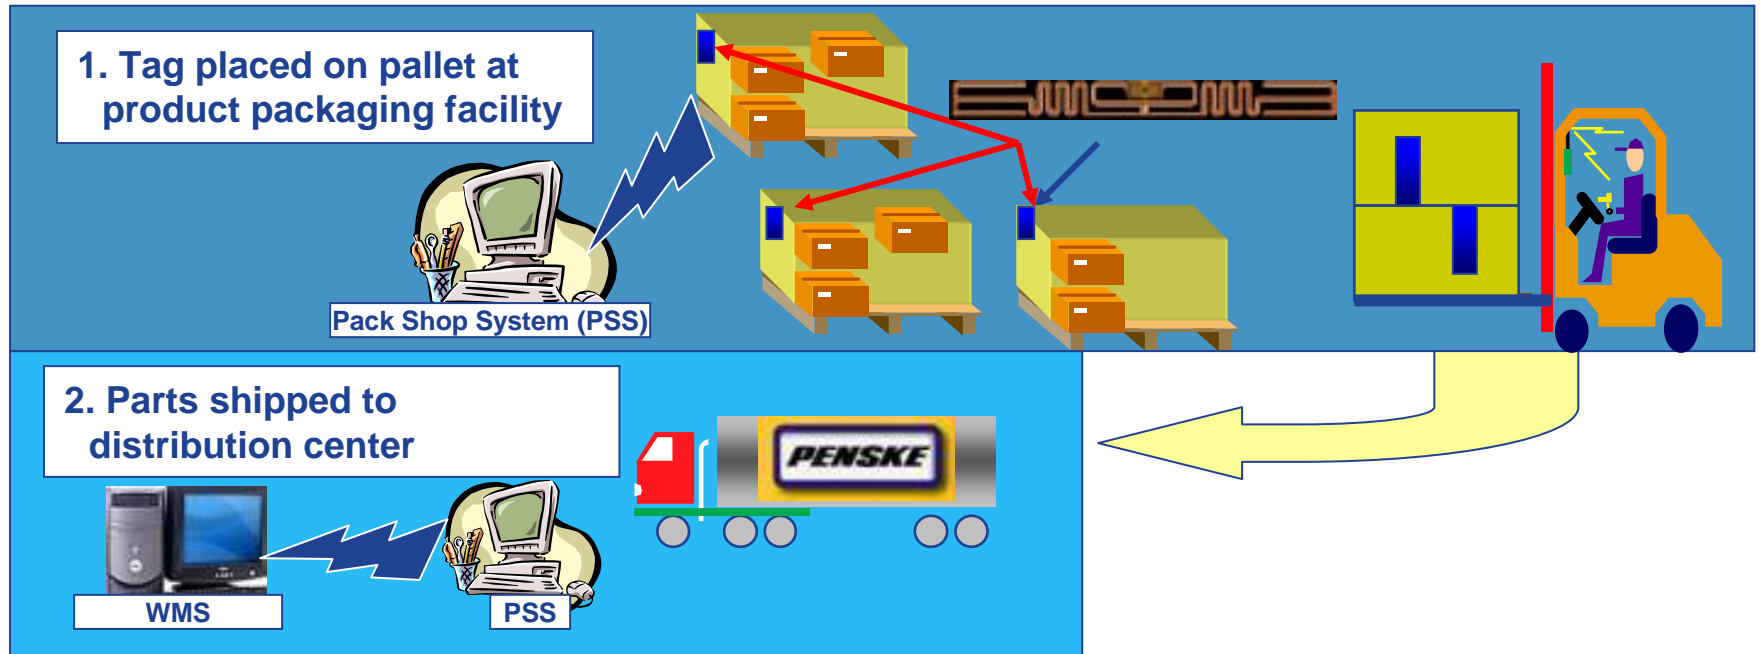 1. Tag placed on pallet at
product packaging facility
Pack Shop System (PSS)
2. Parts shipped to
distribution center
PENSKE
WMS
PSS